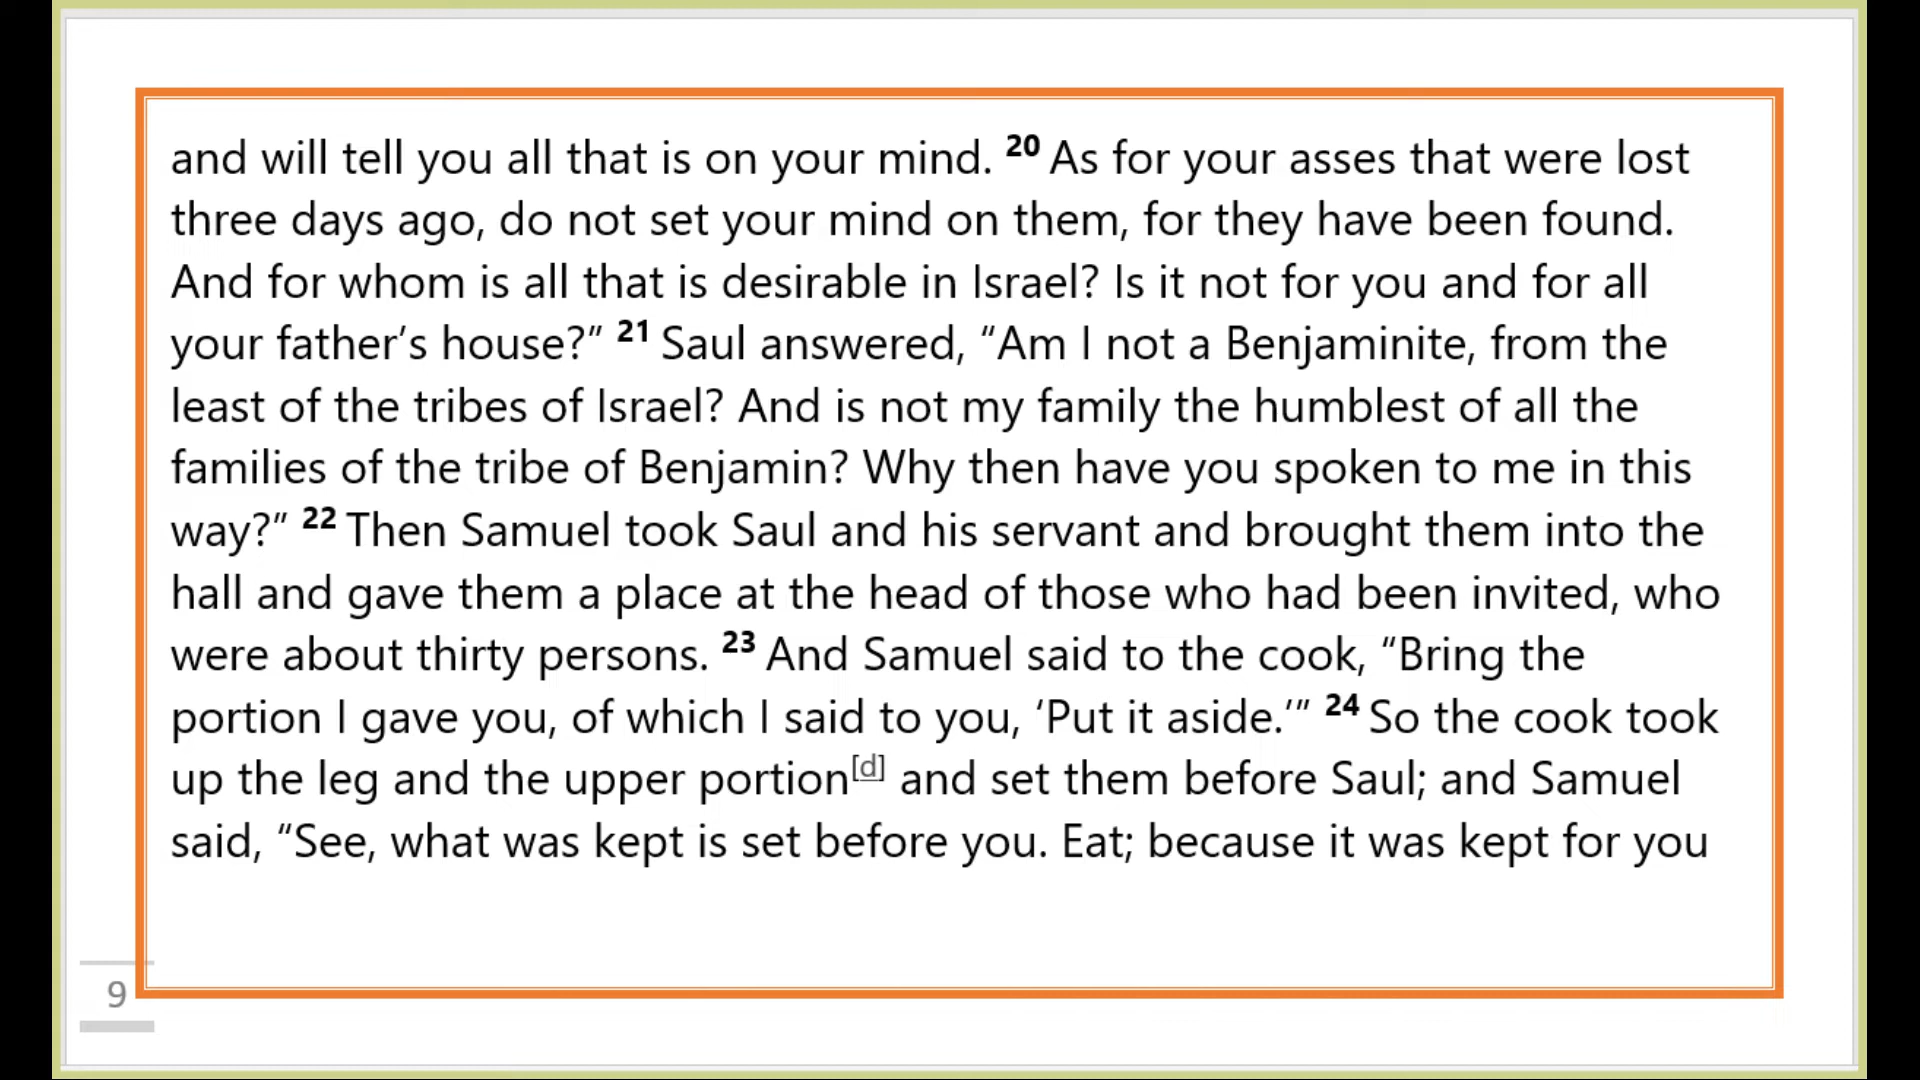 and will tell you all that is on your mind. 20 As for your asses that were lost
three days ago, do not set your mind on them, for they have been found.
And for whom is all that is desirable in Israel? Is it not for you and for all
your father’s house?” 21 Saul answered, “Am I not a Benjaminite, from the
least of the tribes of Israel? And is not my family the humblest of all the
families of the tribe of Benjamin? Why then have you spoken to me in this
way?” 22 Then Samuel took Saul and his servant and brought them into the
hall and gave them a place at the head of those who had been invited, who
were about thirty persons. 23 And Samuel said to the cook, “Bring the
portion I gave you, of which I said to you, ‘Put it aside.’” 24 So the cook took
up the leg and the upper portion[d] and set them before Saul; and Samuel
said, “See, what was kept is set before you. Eat; because it was kept for you
9